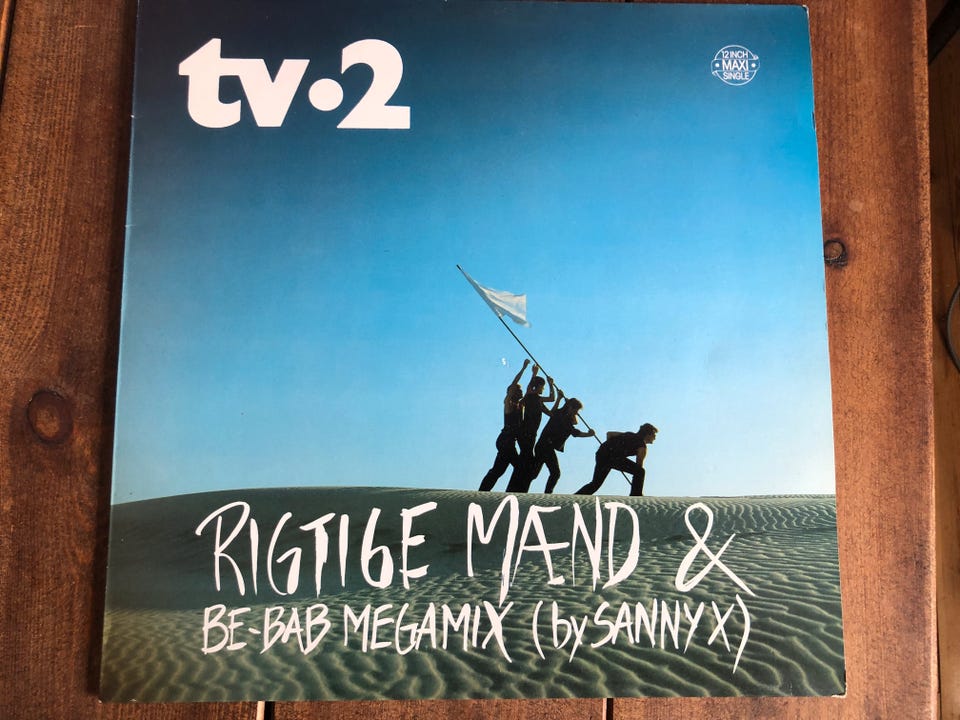 tv·2
12 INCH
MAXI
SINGLE
RIGTIGE MÆND &
BE-BAB MEGAMIX (by SANNY X)